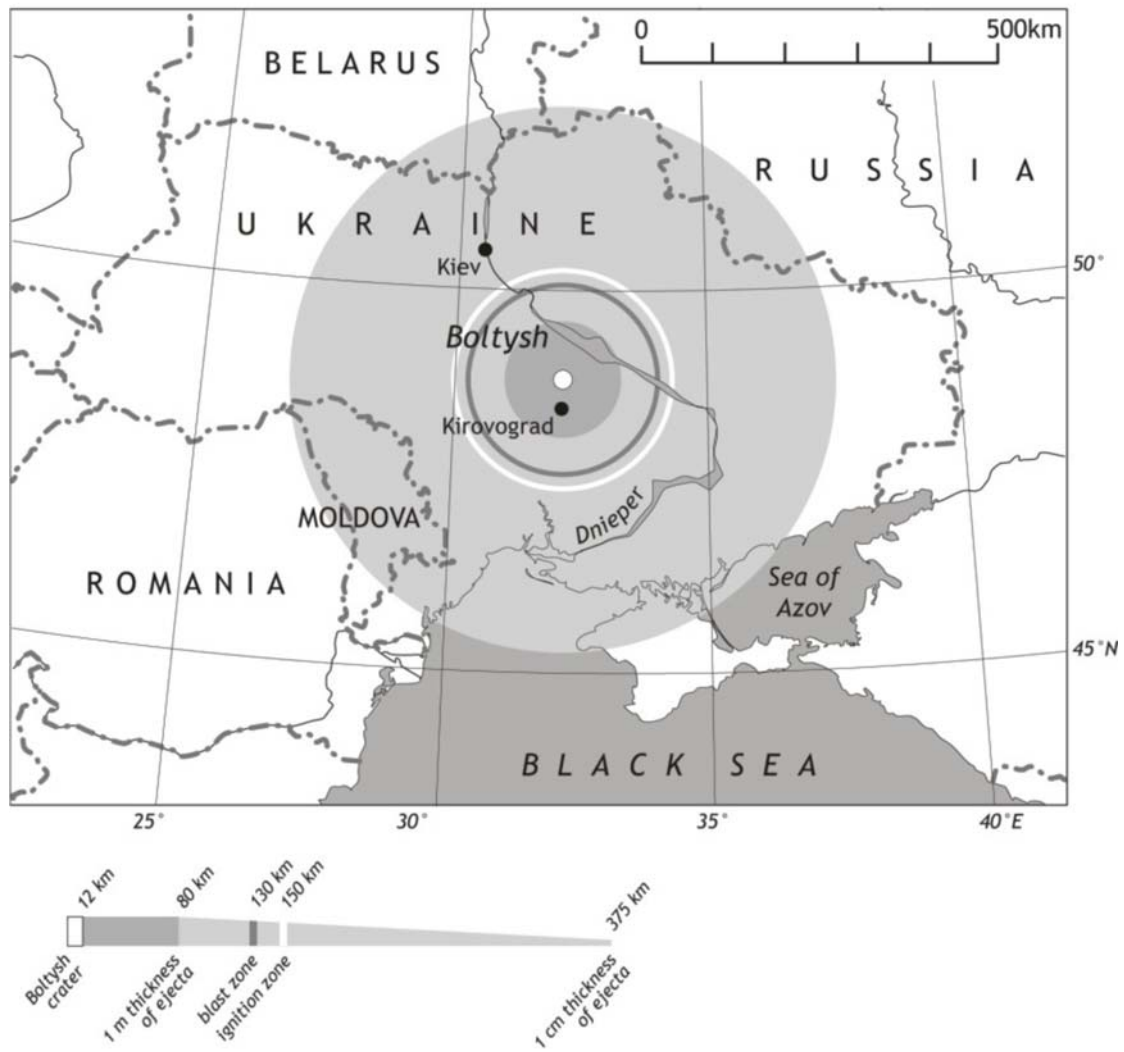 0 500km
BELARUS
RUSSIA
UKRAINE
Kiev
50°
Boltysh
Kirovograd
Dnieper
MOLDOVA
ROMANIA
Sea of
Azov
45°N
BLACK SEA
25° 30° 35° 40°E
12 km 80 km 130 km 150 km 375 km
Boltysh
crater
1 m thickness
of ejecta
blast zone
ignition zone
1 cm thickness
of ejecta